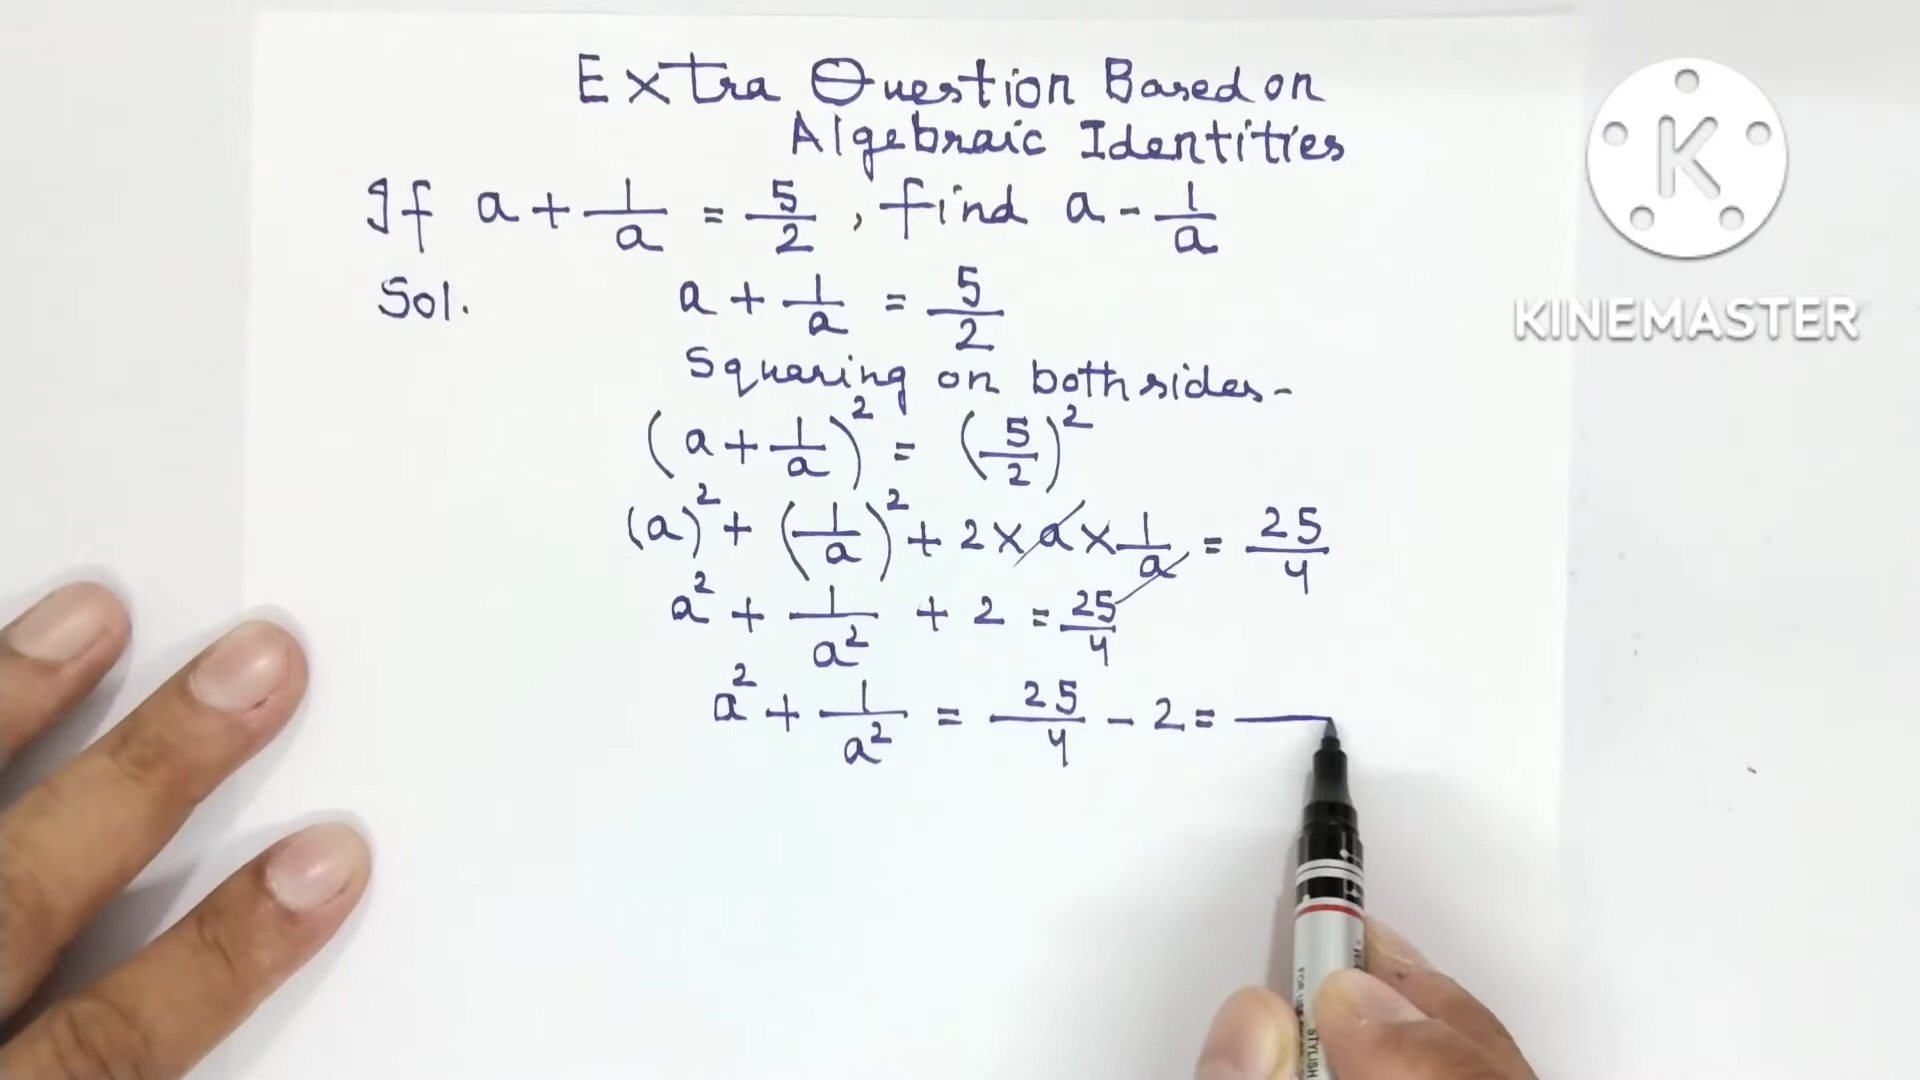 Extra Question Based on
Algebraic Identities
If a + 1/a = 5/2, find a - 1/a
Sol. a + 1/a = 5/2
Squaring on both sides-
(a + 1/a)² = (5/2)²
(a)² + (1/a)² + 2 × a × 1/a = 25/4
a² + 1/a² + 2 = 25/4
a² + 1/a² = 25/4 - 2 =
K
KINEMASTER
STYLISH